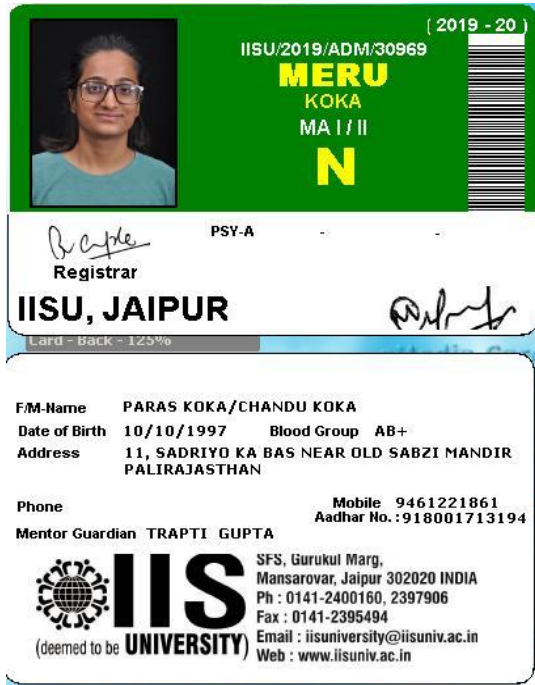 ( 2019 - 20 )
IISU/2019/ADM/30969
MERU
KOKA
MA I / II
N
PSY-A - -
Registrar
IISU, JAIPUR
Card - Back - 125%
F/M-Name PARAS KOKA/CHANDU KOKA
Date of Birth 10/10/1997 Blood Group AB+
Address 11, SADRIYO KA BAS NEAR OLD SABZI MANDIR
PALIRAJASTHAN
Phone Mobile 9461221861
Aadhar No.:918001713194
Mentor Guardian TRAPTI GUPTA
IIS
(deemed to be UNIVERSITY)
SFS, Gurukul Marg,
Mansarovar, Jaipur 302020 INDIA
Ph : 0141-2400160, 2397906
Fax : 0141-2395494
Email : iisuniversity@iisuniv.ac.in
Web : www.iisuniv.ac.in